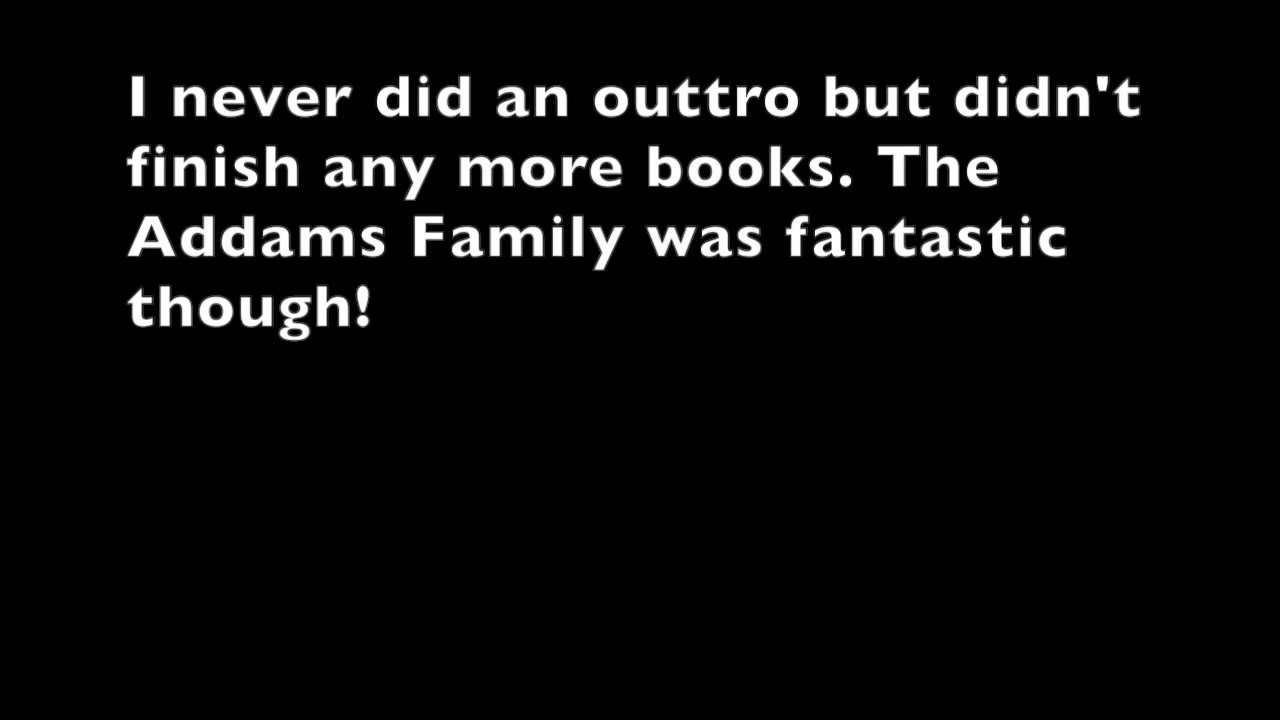 I never did an outtro but didn't
finish any more books. The
Addams Family was fantastic
though!